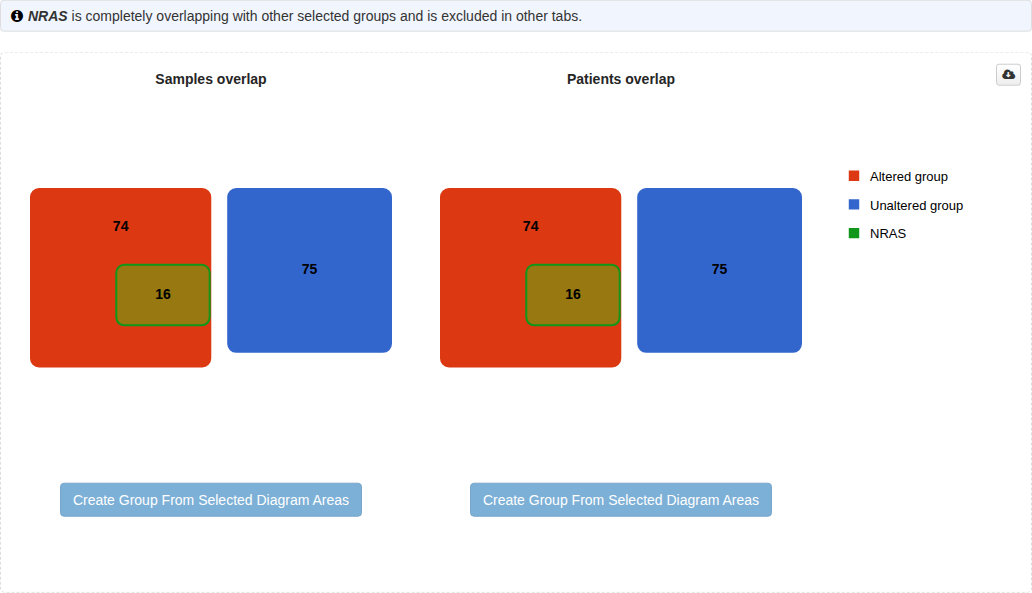 NRAS is completely overlapping with other selected groups and is excluded in other tabs.
Samples overlap
Patients overlap
74
16
75
74
16
75
Altered group
Unaltered group
NRAS
Create Group From Selected Diagram Areas
Create Group From Selected Diagram Areas